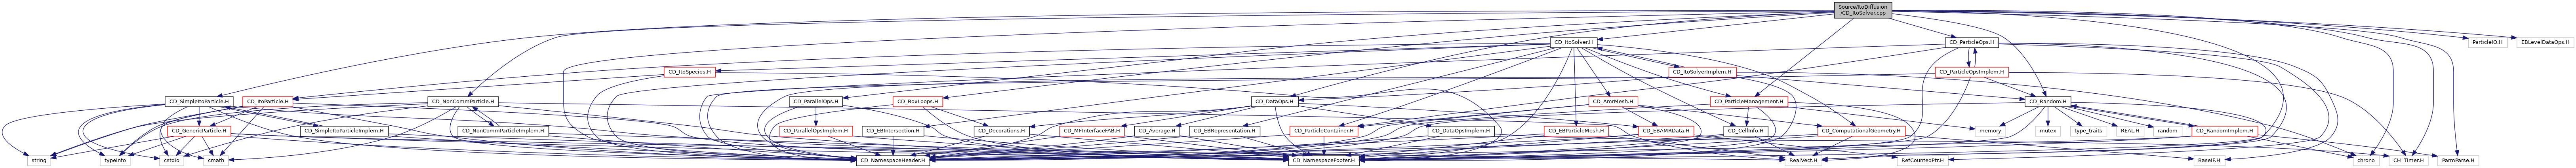 Source/ItoDiffusion
/CD_ItoSolver.cpp
CD_ItoSolver.H
CD_ParticleOps.H
ParticleIO.H
EBLevelDataOps.H
CD_ItoSpecies.H
CD_ItoSolverImplem.H
CD_ParticleOpsImplem.H
CD_SimpleItoParticle.H
CD_ItoParticle.H
CD_NonCommParticle.H
CD_ParallelOps.H
CD_BoxLoops.H
CD_DataOps.H
CD_AmrMesh.H
CD_ParticleManagement.H
CD_Random.H
CD_GenericParticle.H
CD_SimpleItoParticleImplem.H
CD_NonCommParticleImplem.H
CD_ParallelOpsImplem.H
CD_EBIntersection.H
CD_Decorations.H
CD_MFInterfaceFAB.H
CD_Average.H
CD_EBRepresentation.H
CD_ParticleContainer.H
CD_DataOpsImplem.H
CD_EBParticleMesh.H
CD_EBAMRData.H
CD_CellInfo.H
CD_ComputationalGeometry.H
memory
mutex
type_traits
REAL.H
random
CD_RandomImplem.H
string
typeinfo
cstdio
cmath
CD_NamespaceHeader.H
CD_NamespaceFooter.H
RealVect.H
RefCountedPtr.H
BaseIF.H
chrono
CH_Timer.H
ParmParse.H